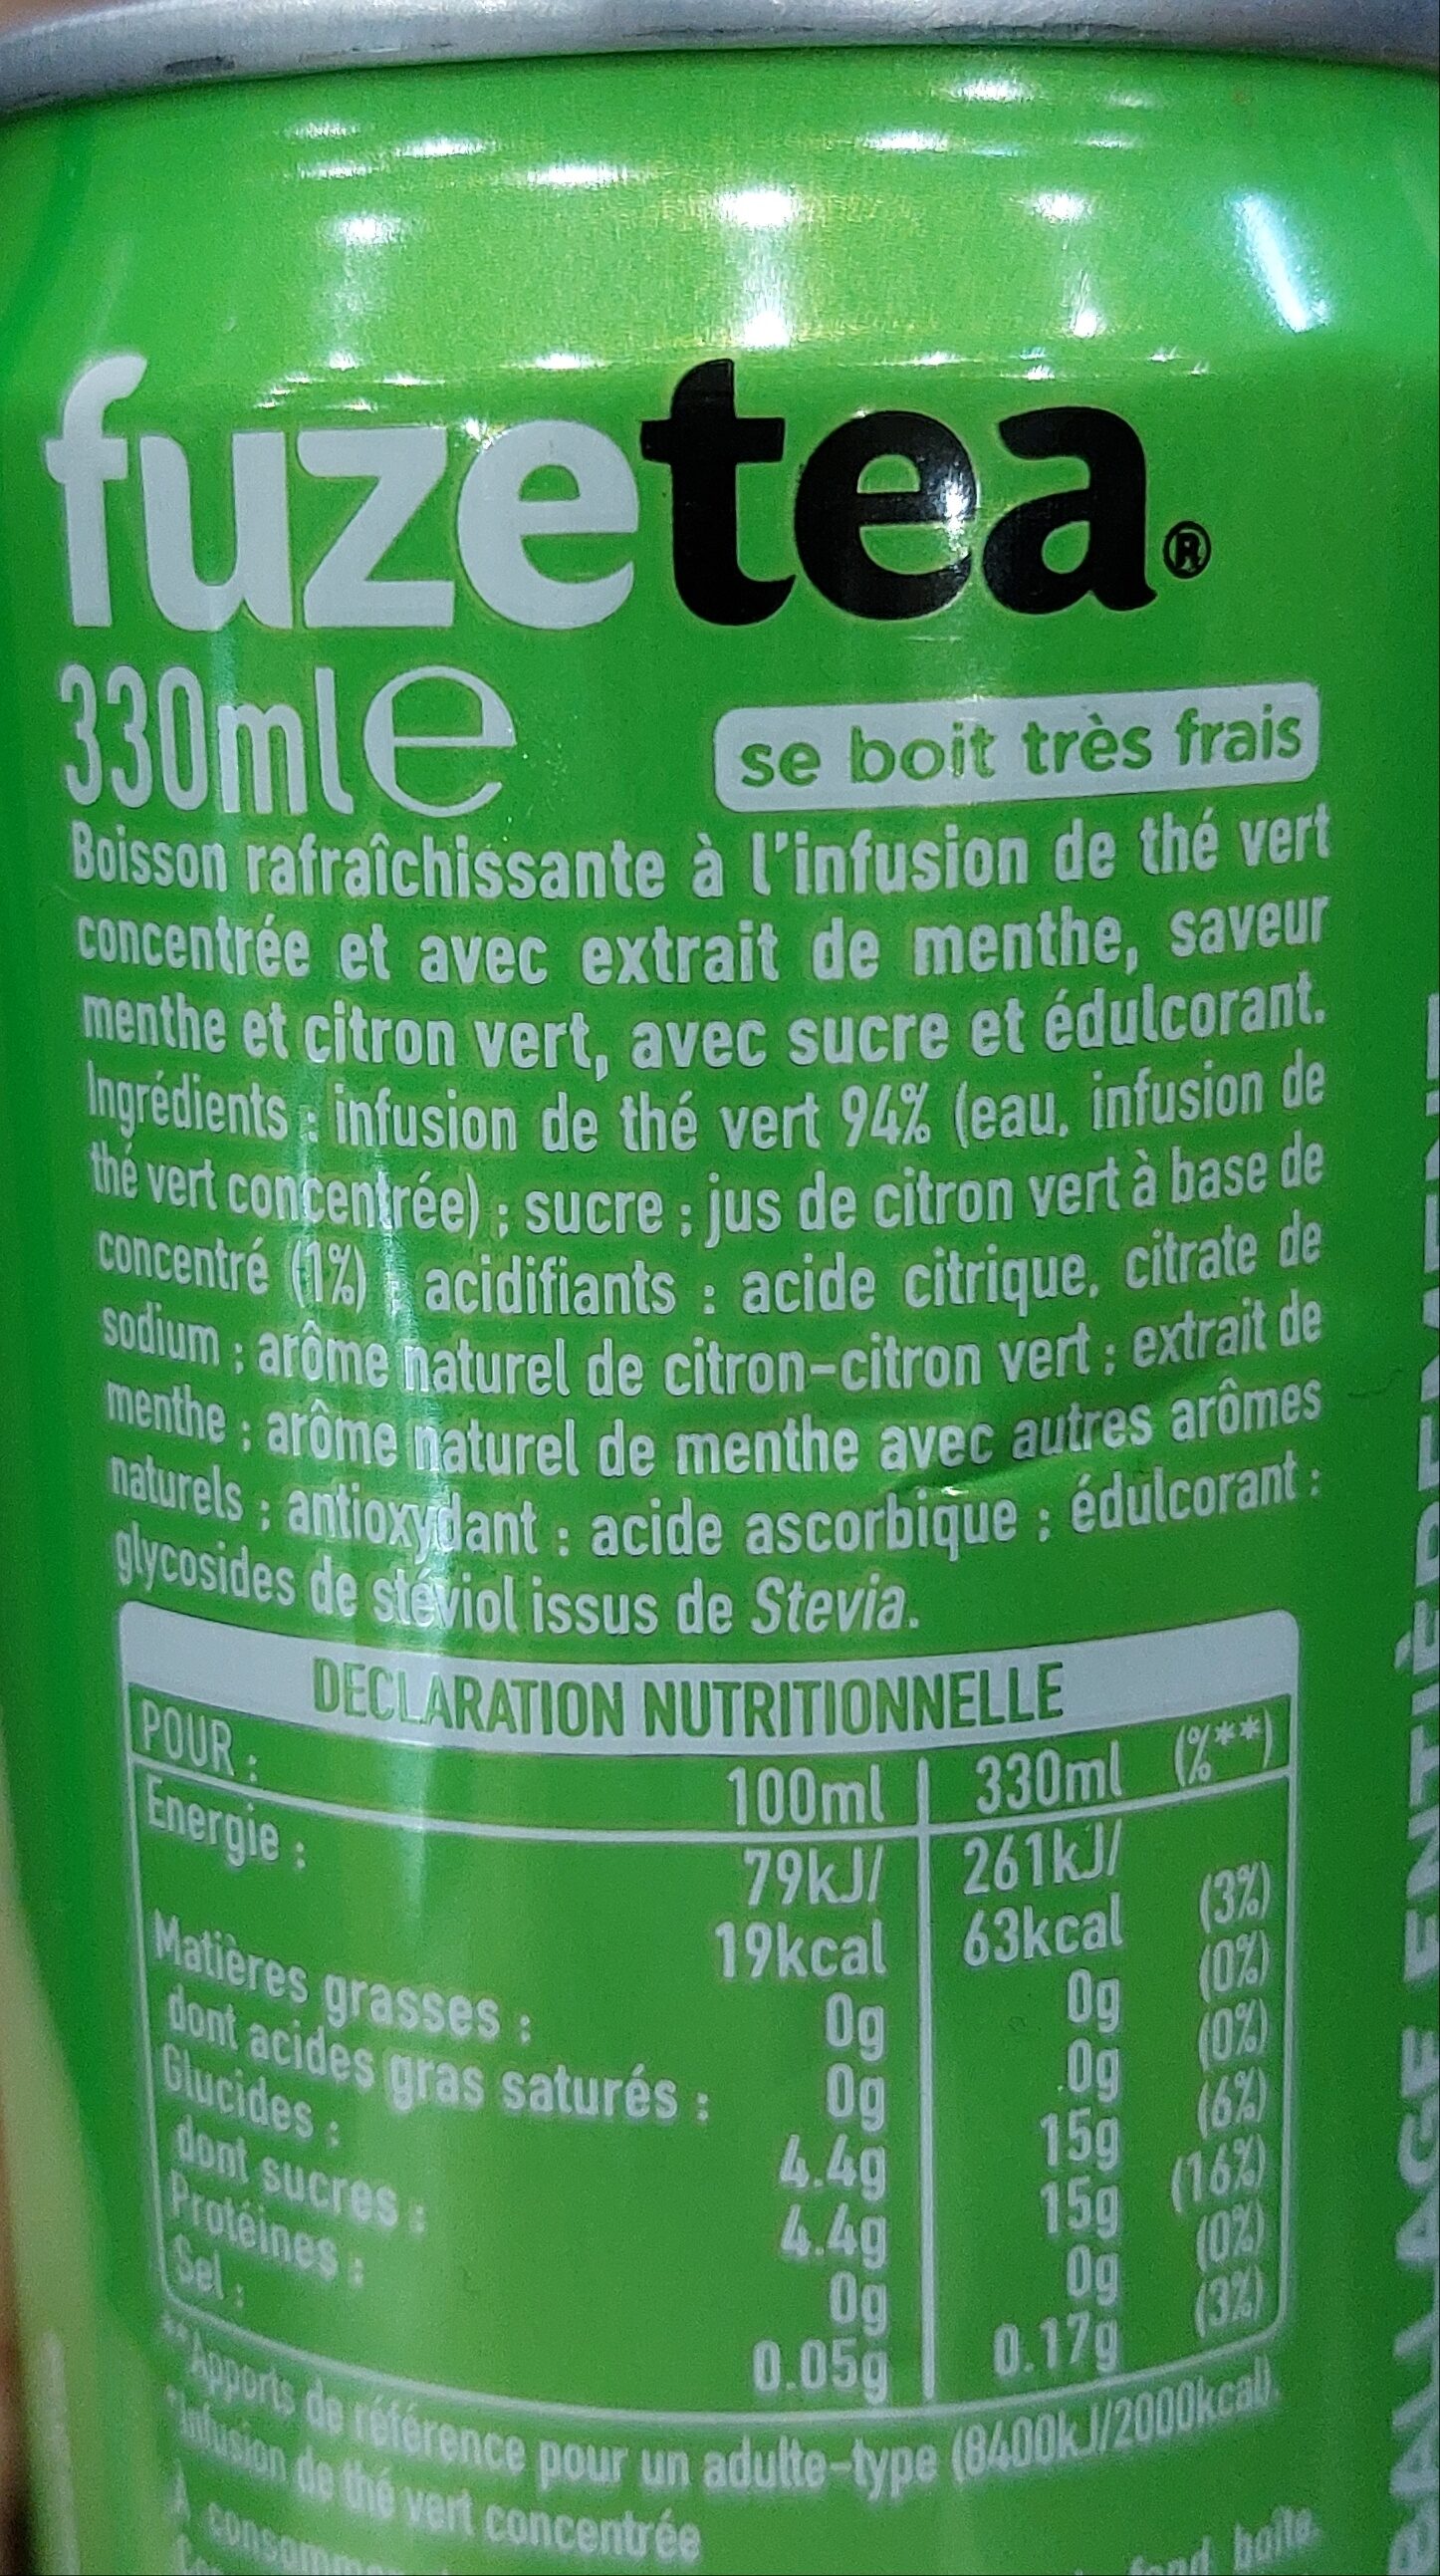 fuzetea®
330ml e
se boit très frais
Boisson rafraîchissante à l'infusion de thé vert
concentrée et avec extrait de menthe, saveur
menthe et citron vert, avec sucre et édulcorant.
Ingrédients : infusion de thé vert 94% (eau, infusion de
thé vert concentrée) ; sucre ; jus de citron vert à base de
concentré (1%) ; acidifiants : acide citrique, citrate de
sodium ; arôme naturel de citron-citron vert ; extrait de
menthe ; arôme naturel de menthe avec autres arômes
naturels ; antioxydant : acide ascorbique ; édulcorant :
glycosides de stéviol issus de Stevia.
DECLARATION NUTRITIONNELLE
POUR : 100ml 330ml (%**)
Energie : 79kJ/ 261kJ/
19kcal 63kcal (3%)
Matières grasses : 0g 0g (0%)
dont acides gras saturés : 0g 0g (0%)
Glucides : 4.4g 15g (6%)
dont sucres : 4.4g 15g (16%)
Protéines : 0g 0g (0%)
Sel : 0.05g 0.17g (3%)
**Apports de référence pour un adulte-type (8400kJ/2000kcal).
*Infusion de thé vert concentrée
A
fond boîte.